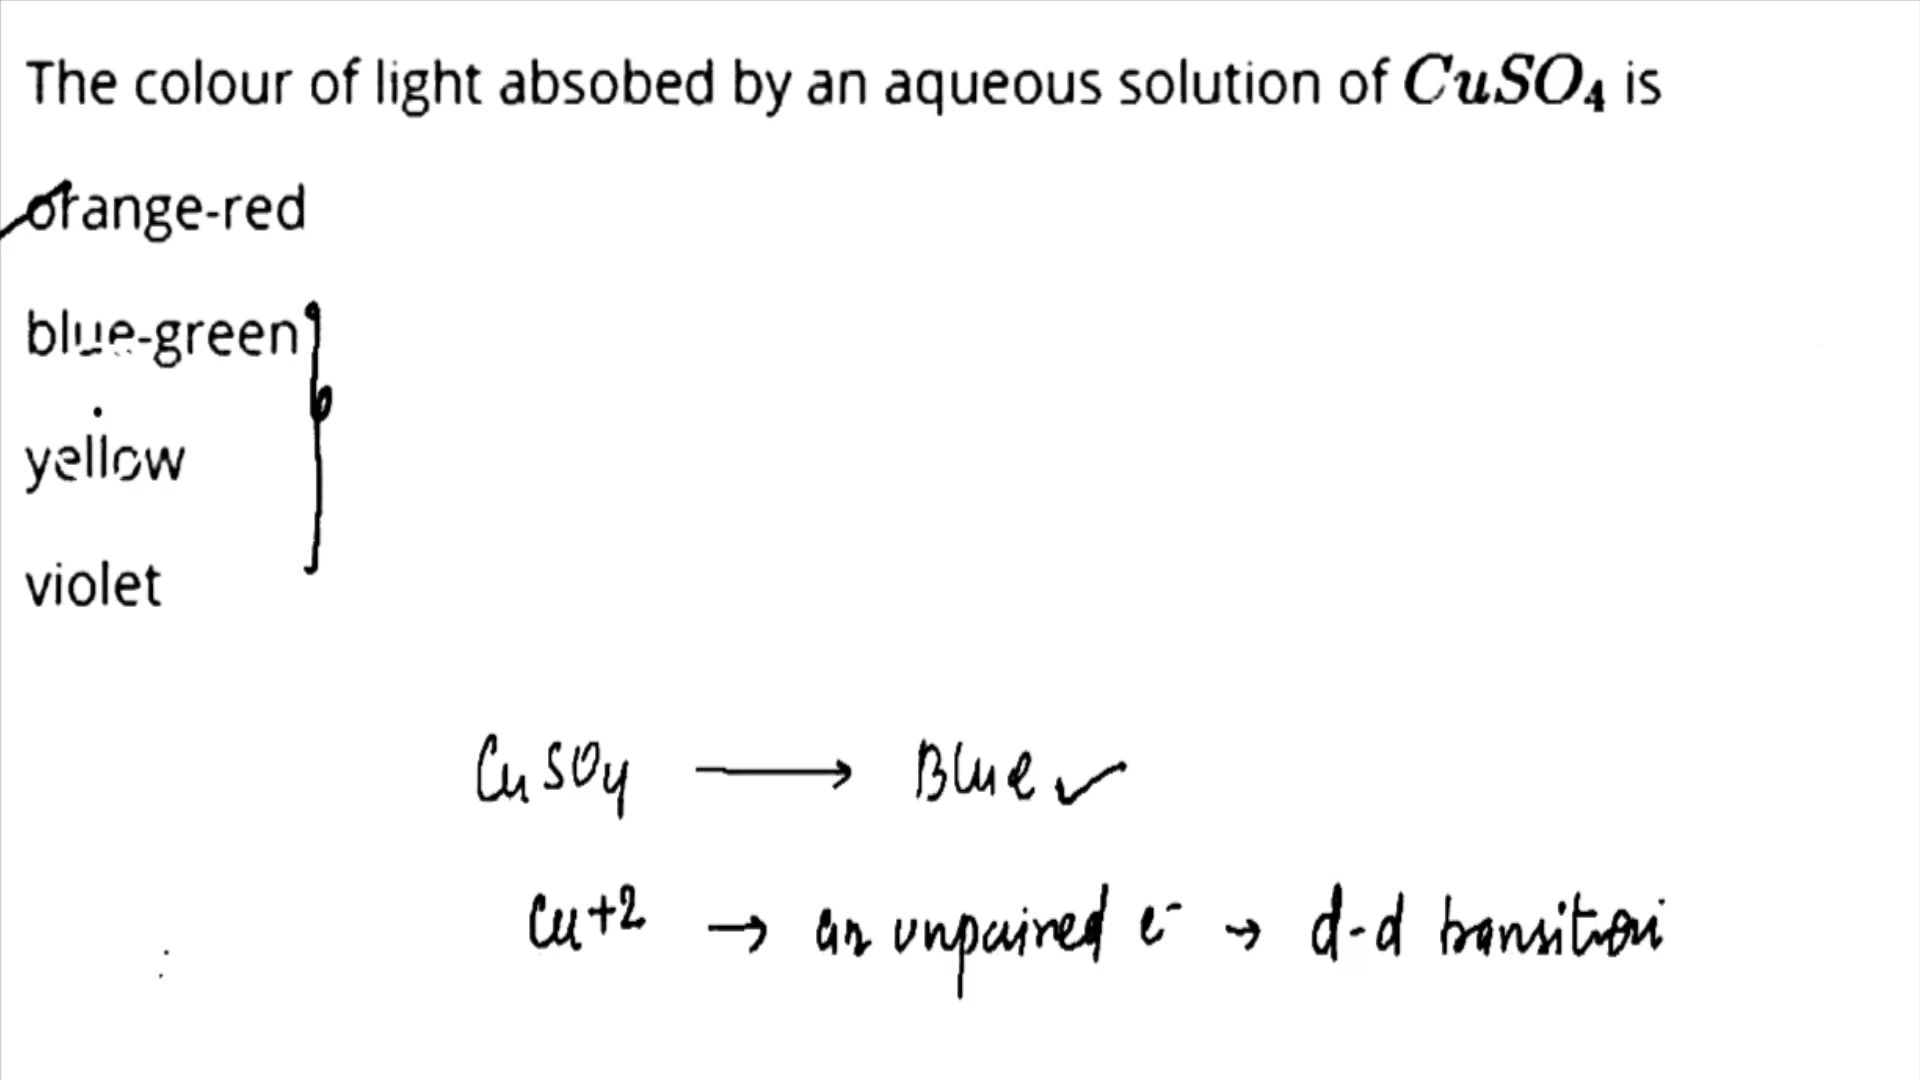 The colour of light absobed by an aqueous solution of CuSO₄ is
orange-red
blue-green
yellow
violet
CuSO4 → Blue ✓
Cu+2 → an unpaired e⁻ → d-d transition